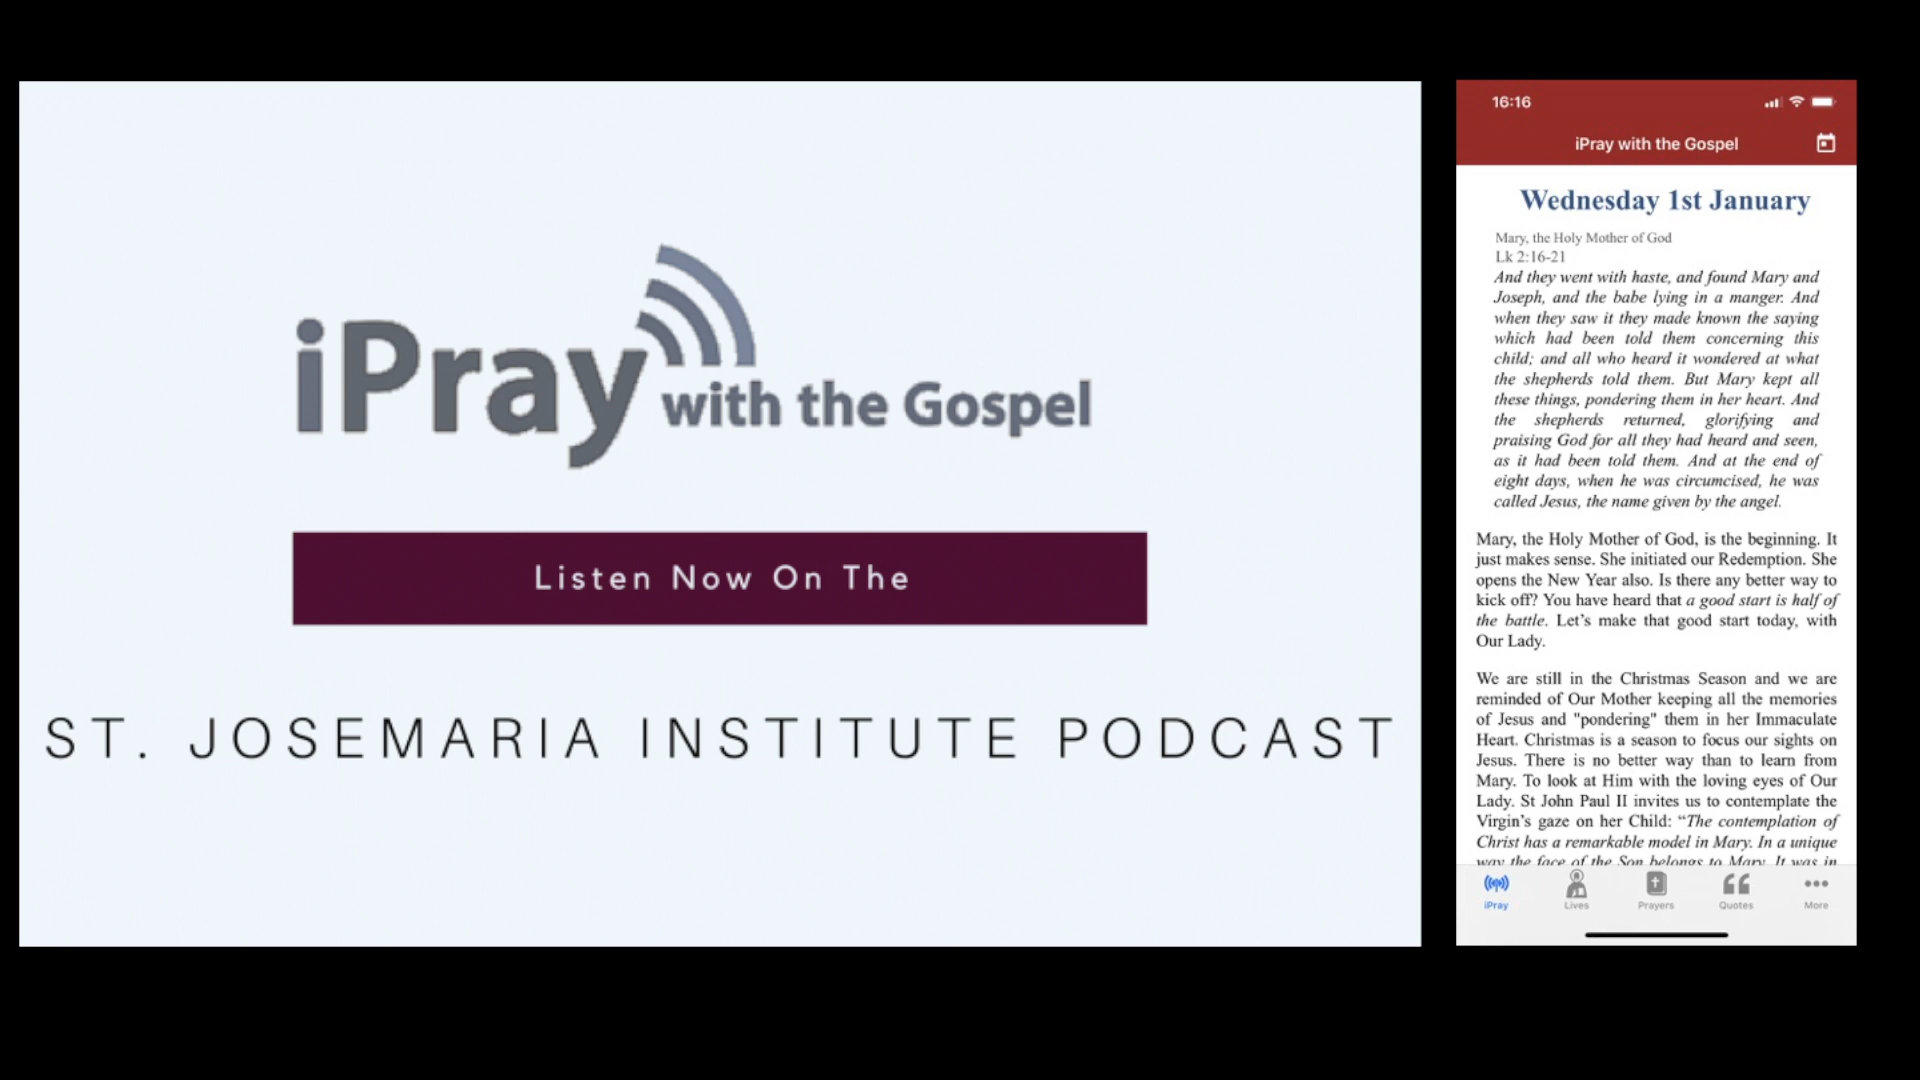 iPray with the Gospel
Listen Now On The
ST. JOSEMARIA INSTITUTE PODCAST
16:16
iPray with the Gospel
Wednesday 1st January
Mary, the Holy Mother of God
Lk 2:16-21
And they went with haste, and found Mary and
Joseph, and the babe lying in a manger. And
when they saw it they made known the saying
which had been told them concerning this
child; and all who heard it wondered at what
the shepherds told them. But Mary kept all
these things, pondering them in her heart. And
the shepherds returned, glorifying and
praising God for all they had heard and seen,
as it had been told them. And at the end of
eight days, when he was circumcised, he was
called Jesus, the name given by the angel.
Mary, the Holy Mother of God, is the beginning. It
just makes sense. She initiated our Redemption. She
opens the New Year also. Is there any better way to
kick off? You have heard that a good start is half of
the battle. Let’s make that good start today, with
Our Lady.
We are still in the Christmas Season and we are
reminded of Our Mother keeping all the memories
of Jesus and "pondering" them in her Immaculate
Heart. Christmas is a season to focus our sights on
Jesus. There is no better way than to learn from
Mary. To look at Him with the loving eyes of Our
Lady. St John Paul II invites us to contemplate the
Virgin’s gaze on her Child: “The contemplation of
Christ has a remarkable model in Mary. In a unique
way the face of the Son belongs to Mary. It was in
iPray
Lives
Prayers
Quotes
More